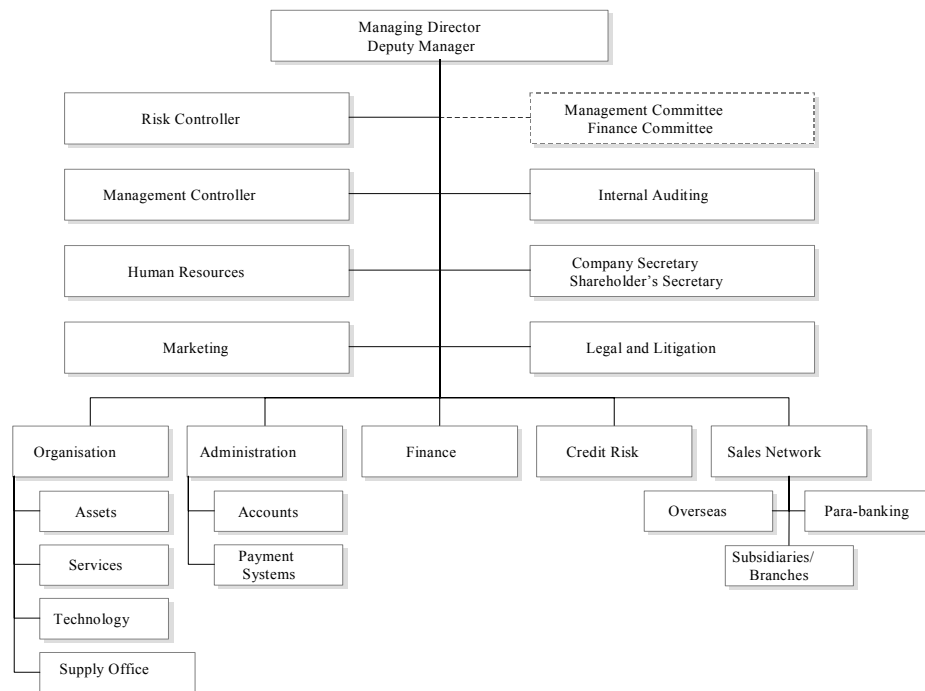 Managing Director
Deputy Manager
Risk Controller
Management Committee
Finance Committee
Management Controller
Internal Auditing
Human Resources
Company Secretary
Shareholder’s Secretary
Marketing
Legal and Litigation
Organisation
Administration
Finance
Credit Risk
Sales Network
Assets
Accounts
Overseas
Para-banking
Services
Payment
Systems
Subsidiaries/
Branches
Technology
Supply Office